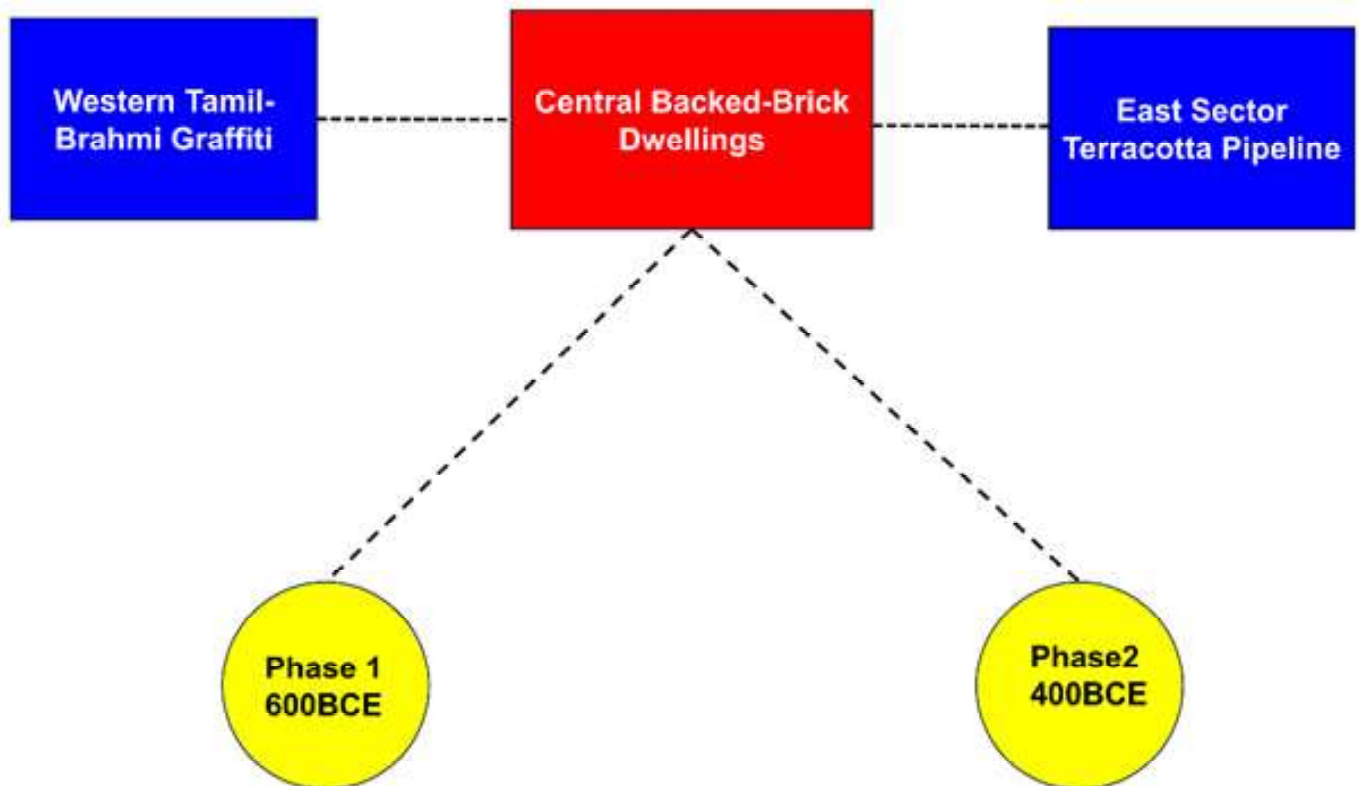 Western Tamil-
Brahmi Graffiti
Central Backed-Brick
Dwellings
East Sector
Terracotta Pipeline
Phase 1
600BCE
Phase2
400BCE